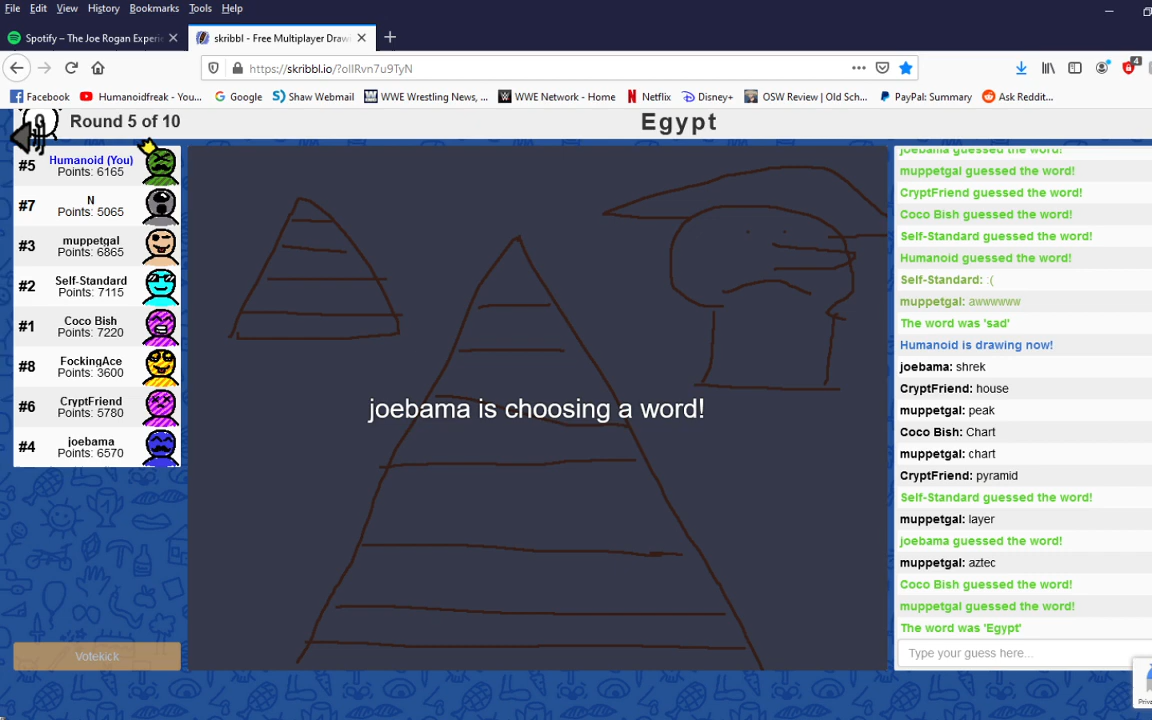 File Edit View History Bookmarks Tools Help
Spotify – The Joe Rogan Experi
skribbl - Free Multiplayer Drawi
https://skribbl.io/?olIRvn7u9TyN
4
Facebook Humanoidfreak - You... Google Shaw Webmail WWE Wrestling News, ... WWE Network - Home Netflix Disney+ OSW Review | Old Sch... PayPal: Summary Ask Reddit...
0 Round 5 of 10
Egypt
#5 Humanoid (You)
Points: 6165
#7 N
Points: 5065
#3 muppetgal
Points: 6865
#2 Self-Standard
Points: 7115
#1 Coco Bish
Points: 7220
#8 FockingAce
Points: 3600
#6 CryptFriend
Points: 5780
#4 joebama
Points: 6570
Votekick
joebama is choosing a word!
joebama guessed the word!
muppetgal guessed the word!
CryptFriend guessed the word!
Coco Bish guessed the word!
Self-Standard guessed the word!
Humanoid guessed the word!
Self-Standard: :(
muppetgal: awwwwww
The word was 'sad'
Humanoid is drawing now!
joebama: shrek
CryptFriend: house
muppetgal: peak
Coco Bish: Chart
muppetgal: chart
CryptFriend: pyramid
Self-Standard guessed the word!
muppetgal: layer
joebama guessed the word!
muppetgal: aztec
Coco Bish guessed the word!
muppetgal guessed the word!
The word was 'Egypt'
Type your guess here...